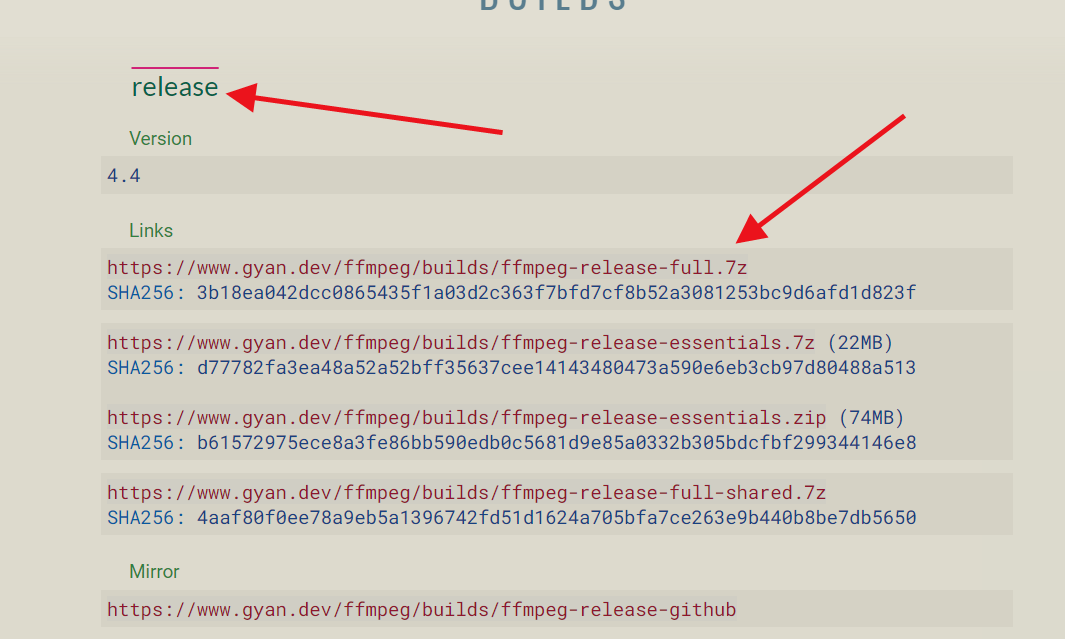 BUILDS
release
Version
4.4
Links
https://www.gyan.dev/ffmpeg/builds/ffmpeg-release-full.7z
SHA256: 3b18ea042dcc0865435f1a03d2c363f7bfd7cf8b52a3081253bc9d6afd1d823f
https://www.gyan.dev/ffmpeg/builds/ffmpeg-release-essentials.7z (22MB)
SHA256: d77782fa3ea48a52a52bff35637cee14143480473a590e6eb3cb97d80488a513
https://www.gyan.dev/ffmpeg/builds/ffmpeg-release-essentials.zip (74MB)
SHA256: b61572975ece8a3fe86bb590edb0c5681d9e85a0332b305bdcfbf299344146e8
https://www.gyan.dev/ffmpeg/builds/ffmpeg-release-full-shared.7z
SHA256: 4aaf80f0ee78a9eb5a1396742fd51d1624a705bfa7ce263e9b440b8be7db5650
Mirror
https://www.gyan.dev/ffmpeg/builds/ffmpeg-release-github